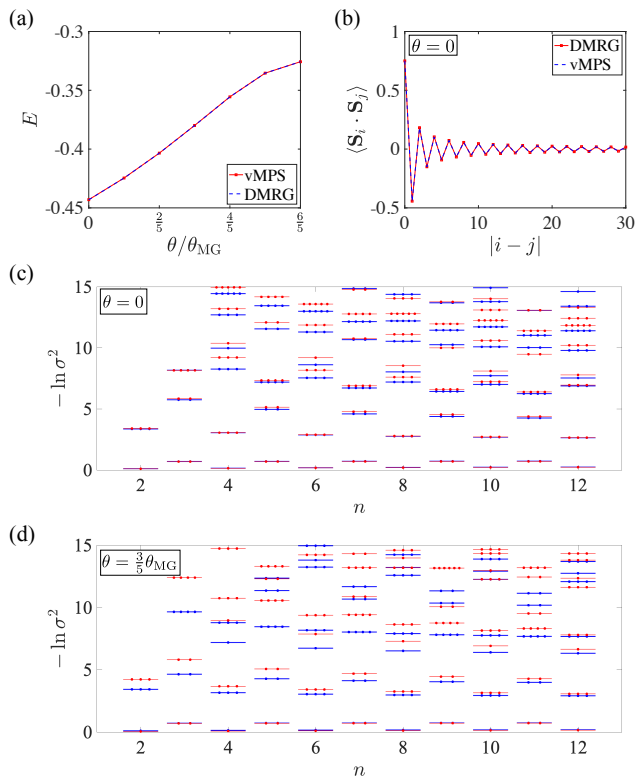 (a)
-0.3
-0.35
-0.4
-0.45
E
vMPS
DMRG
0
2/5
4/5
6/5
θ/θ_MG
(b)
1
0.5
0
-0.5
⟨S_i · S_j⟩
θ = 0
DMRG
vMPS
0 10 20 30
|i − j|
(c)
15
10
5
0
− ln σ²
θ = 0
2 4 6 8 10 12
n
(d)
15
10
5
0
− ln σ²
θ = 3/5 θ_MG
2 4 6 8 10 12
n